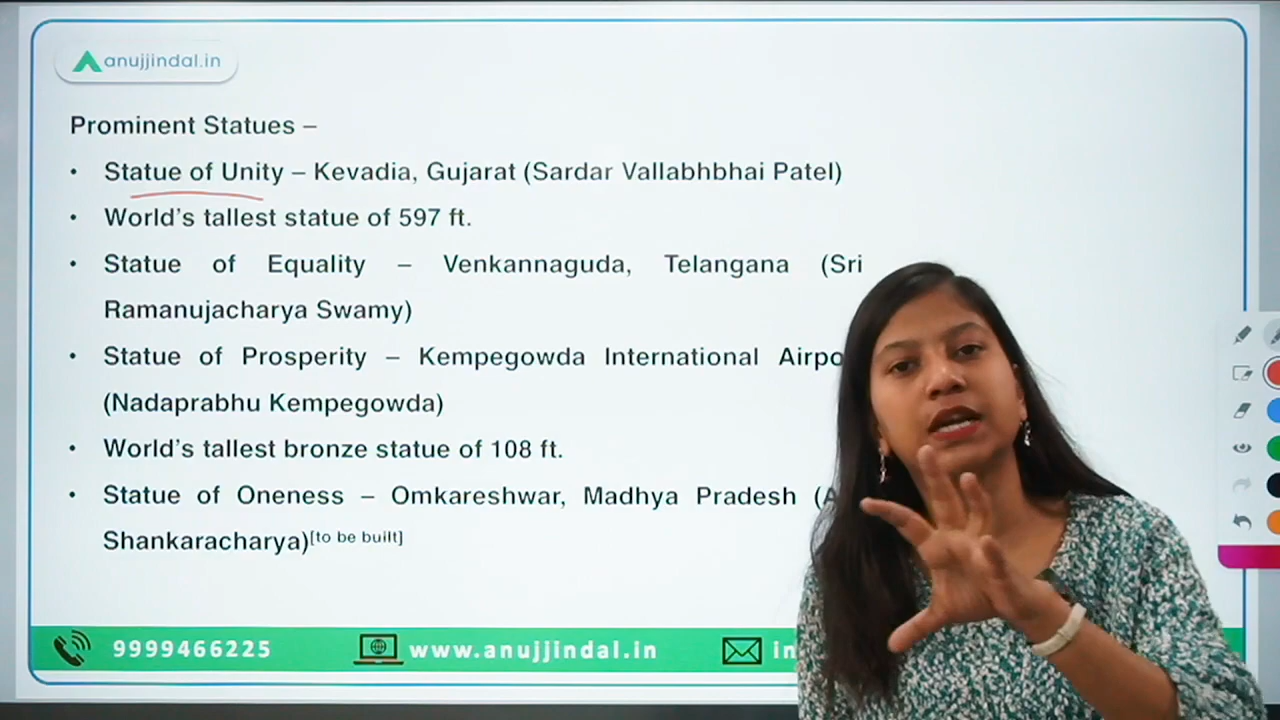 anujjindal.in
Prominent Statues –
• Statue of Unity – Kevadia, Gujarat (Sardar Vallabhbhai Patel)
• World's tallest statue of 597 ft.
• Statue of Equality – Venkannaguda, Telangana (Sri
Ramanujacharya Swamy)
• Statue of Prosperity – Kempegowda International Airpo
(Nadaprabhu Kempegowda)
• World's tallest bronze statue of 108 ft.
• Statue of Oneness – Omkareshwar, Madhya Pradesh (A
Shankaracharya)[to be built]
9999466225 www.anujjindal.in in